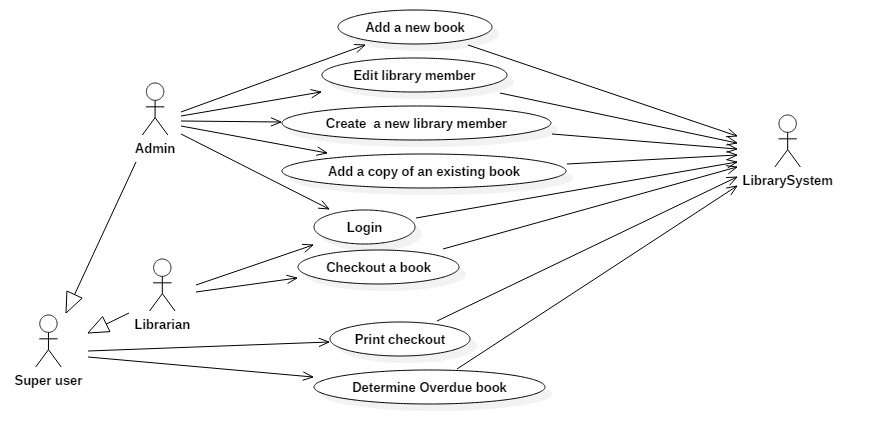 Add a new book
Edit library member
Create  a new library member
Admin
Add a copy of an existing book
LibrarySystem
Login
Checkout a book
Librarian
Print checkout
Super user
Determine Overdue book